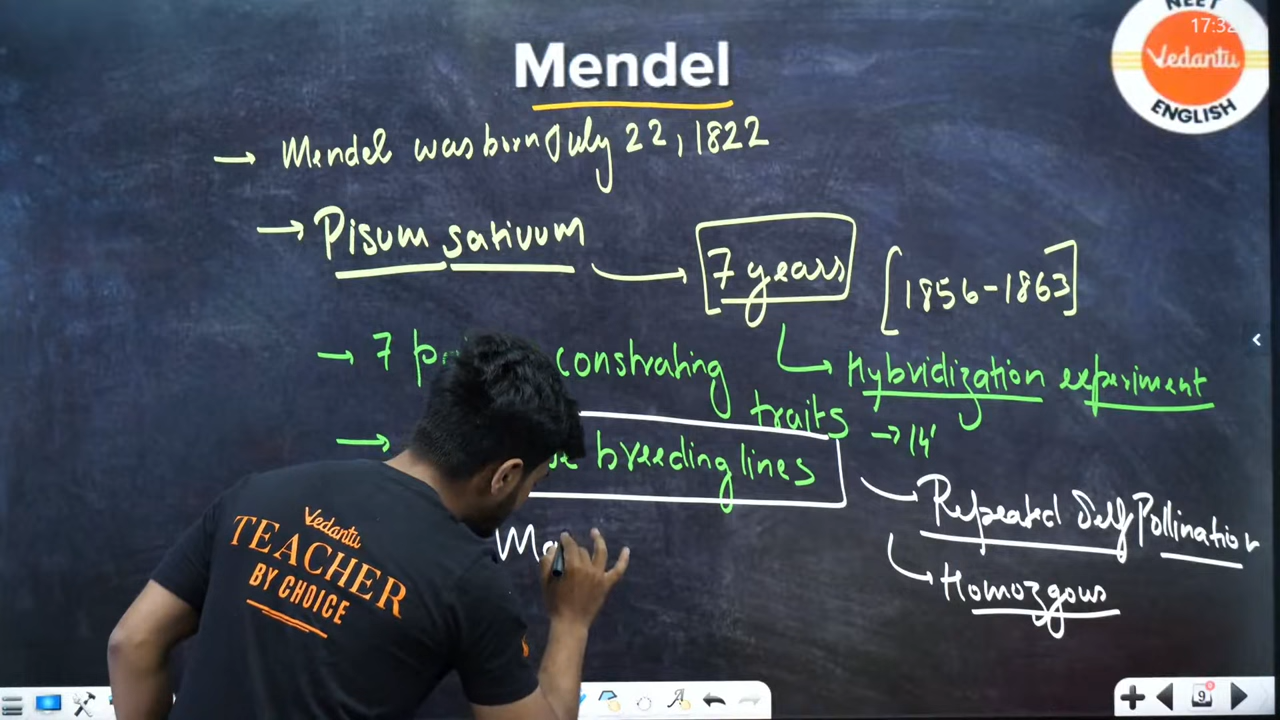 NEET
17:32
Vedantu
ENGLISH
Mendel
→ Mendel was born July 22, 1822
→ Pisum sativum
7 years [1856-1863]
→ 7 constrating traits → 14
Hybridization experiment
→ breeding lines
Repeated Self Pollination
Homozgous
Vedantu
TEACHER
BY CHOICE
9